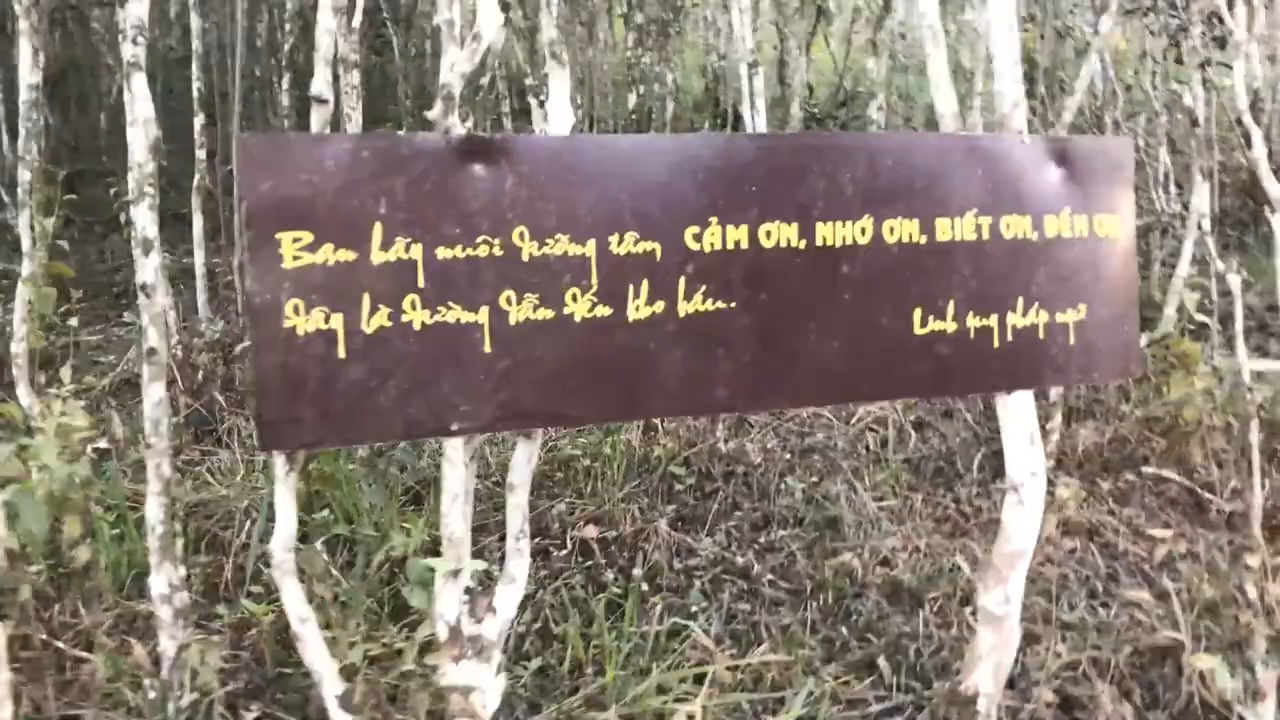 Bạn hãy nuôi dưỡng tâm CẢM ƠN, NHỚ ƠN, BIẾT ƠN, ĐỀN ƠN
đây là đường dẫn đến kho báu.
Linh quy pháp ngữ